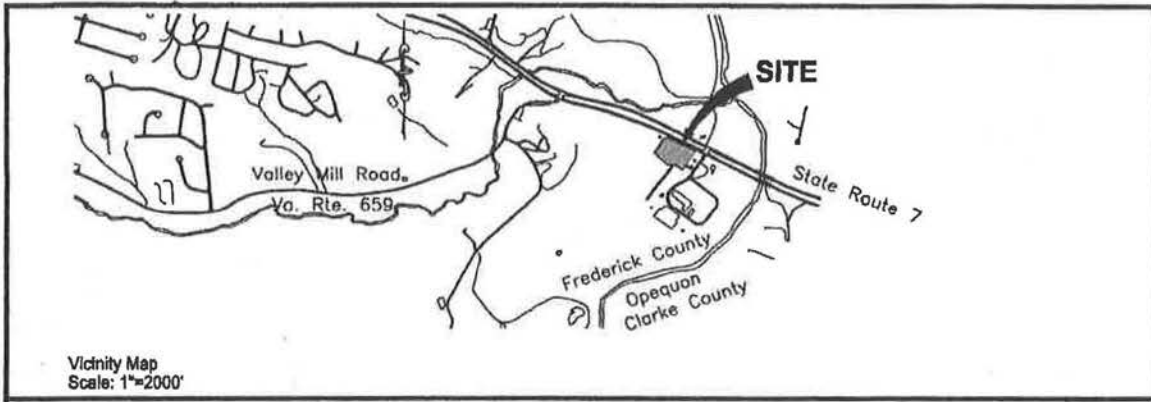 SITE
Valley Mill Road
Va. Rte. 659
State Route 7
Frederick County
Opequon
Clarke County
Vicinity Map
Scale: 1"=2000'